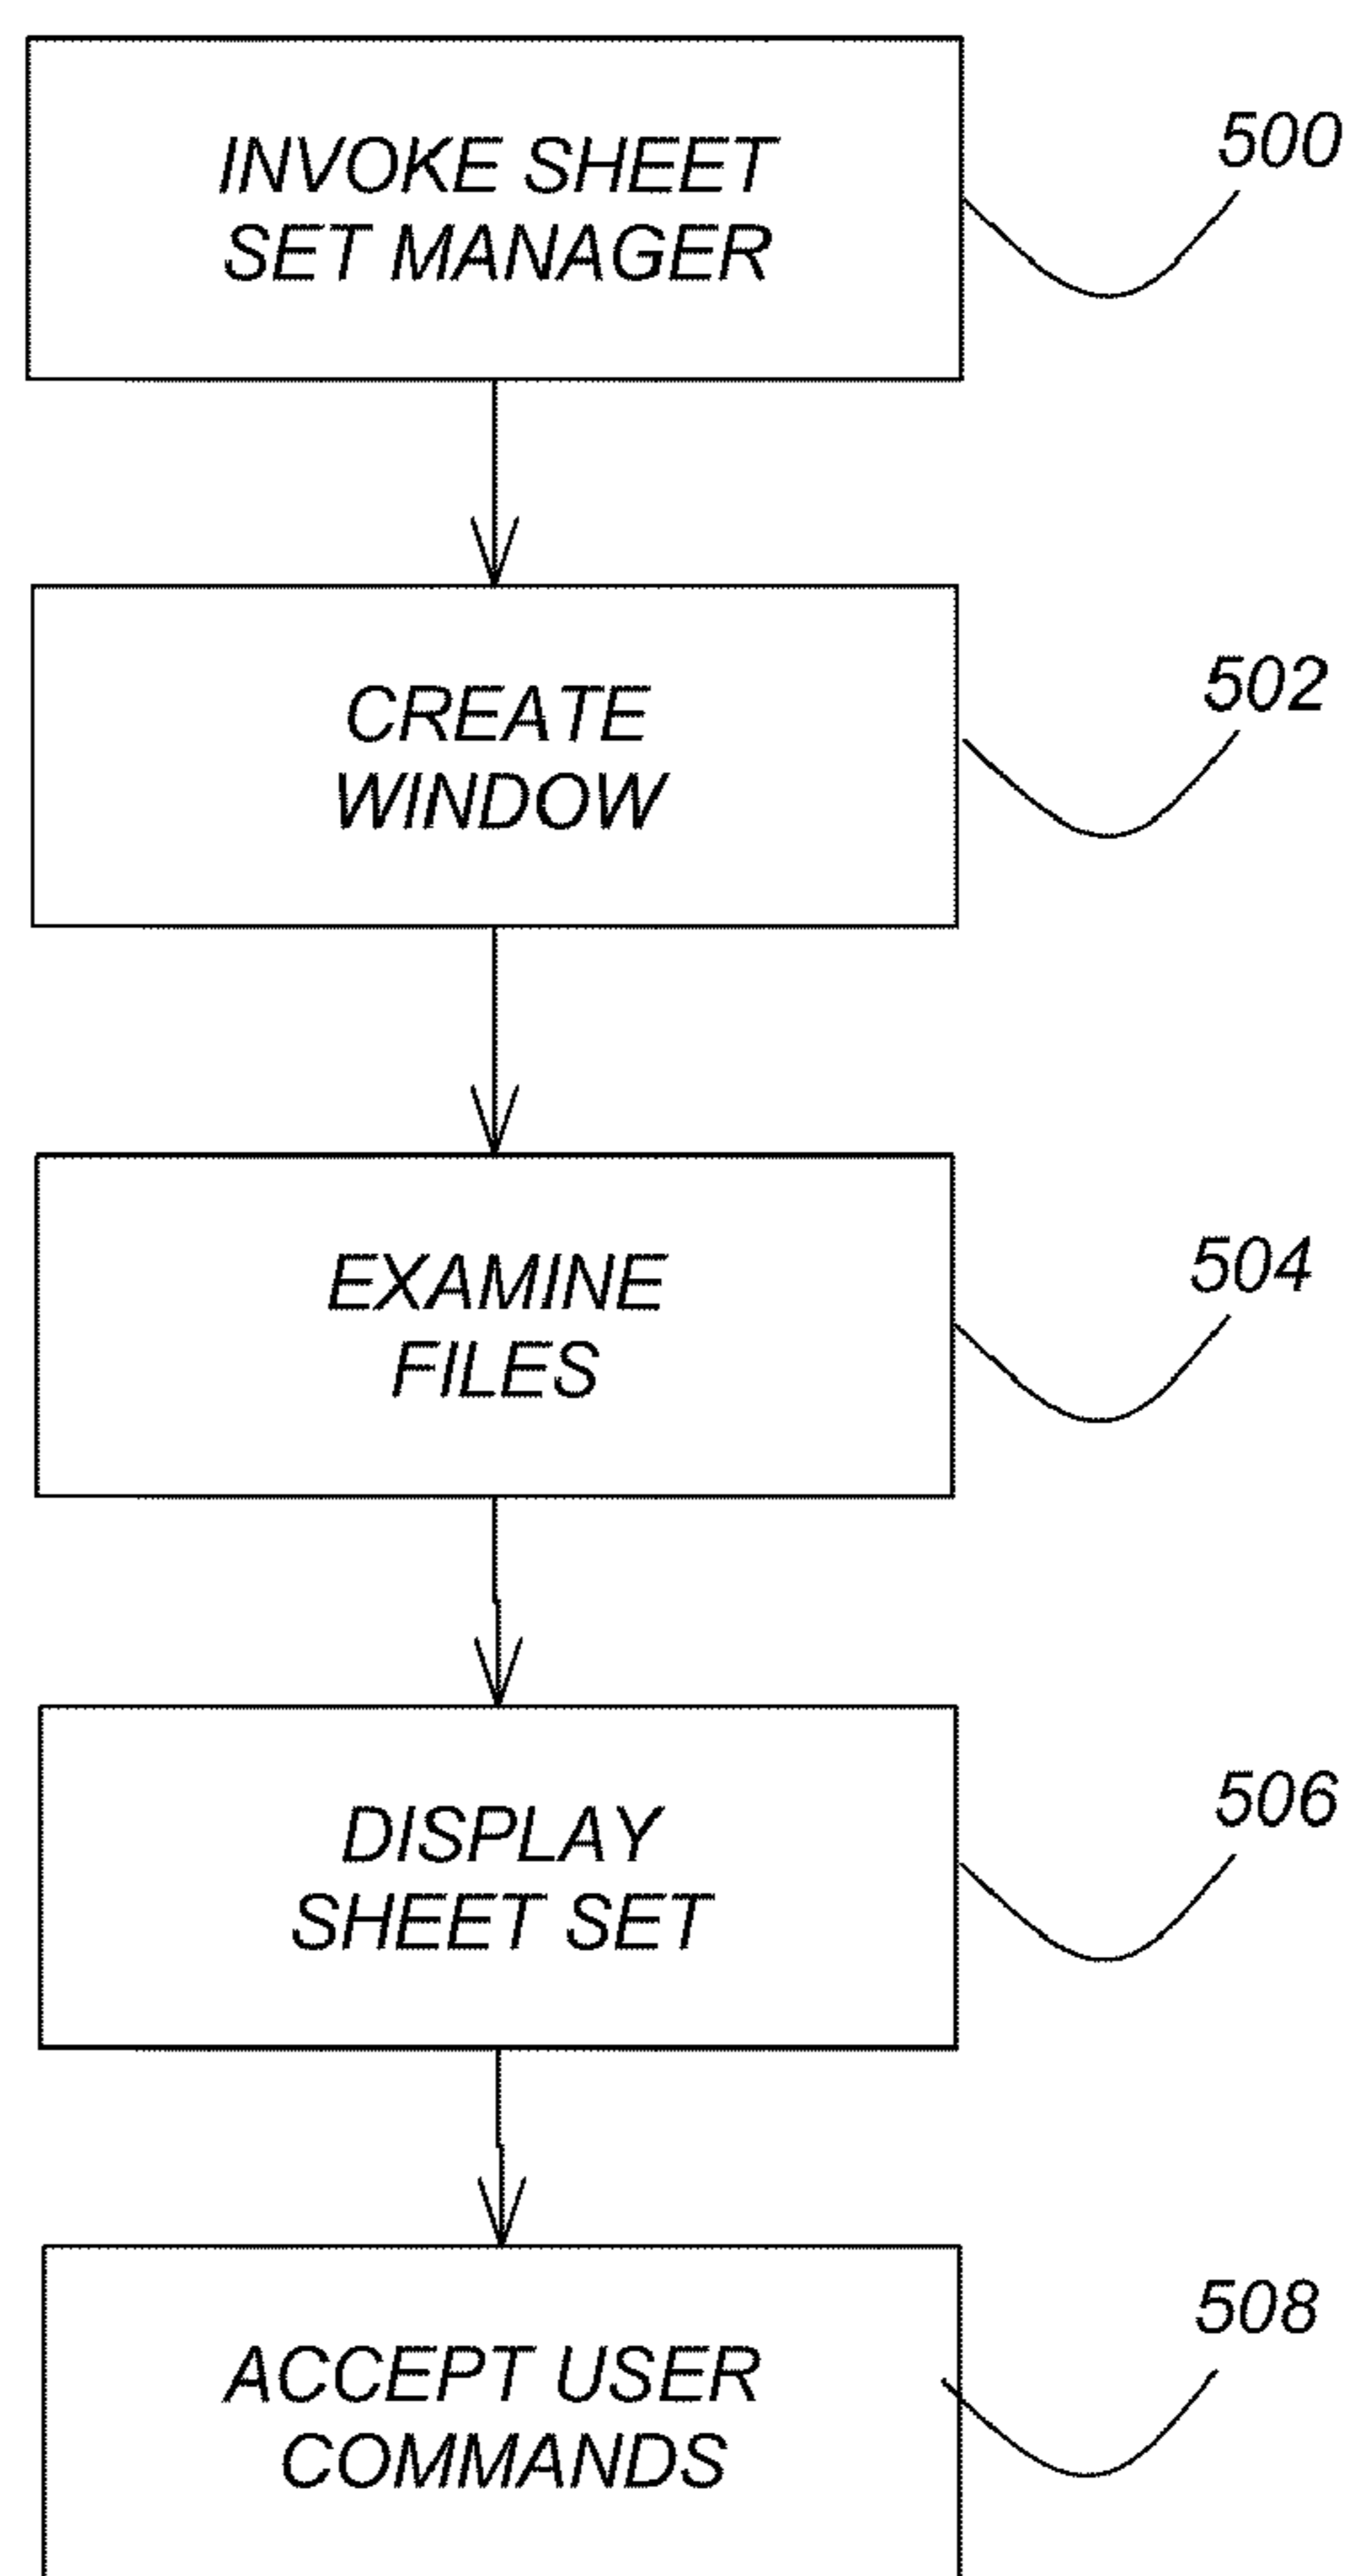 INVOKE SHEET
SET MANAGER
500
CREATE
WINDOW
502
EXAMINE
FILES
504
DISPLAY
SHEET SET
506
ACCEPT USER
COMMANDS
508